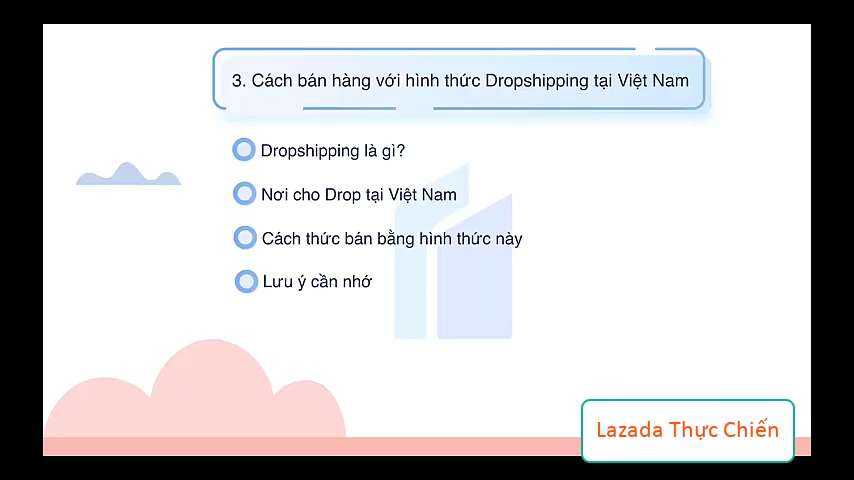 3. Cách bán hàng với hình thức Dropshipping tại Việt Nam
Dropshipping là gì?
Nơi cho Drop tại Việt Nam
Cách thức bán bằng hình thức này
Lưu ý cần nhớ
Lazada Thực Chiến